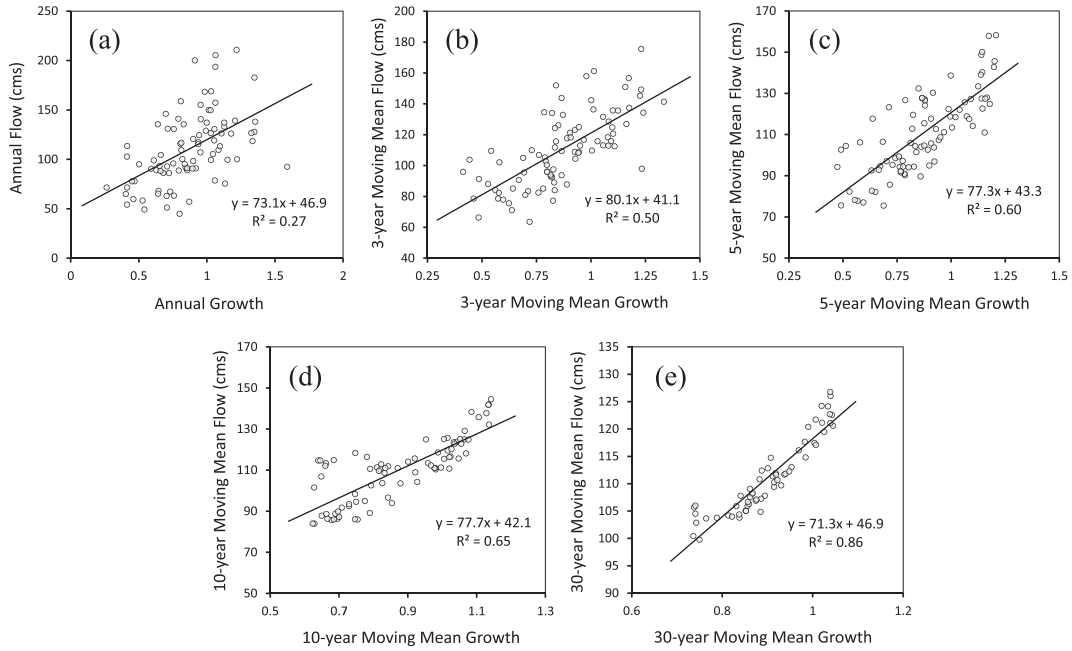 (a)
Annual Flow (cms)
250
200
150
100
50
0
0 0.5 1 1.5 2
Annual Growth
y = 73.1x + 46.9
R² = 0.27
(b)
3-year Moving Mean Flow (cms)
200
180
160
140
120
100
80
60
40
0.25 0.5 0.75 1 1.25 1.5
3-year Moving Mean Growth
y = 80.1x + 41.1
R² = 0.50
(c)
5-year Moving Mean Flow (cms)
170
150
130
110
90
70
50
0.25 0.5 0.75 1 1.25 1.5
5-year Moving Mean Growth
y = 77.3x + 43.3
R² = 0.60
(d)
10-year Moving Mean Flow (cms)
170
150
130
110
90
70
50
0.5 0.7 0.9 1.1 1.3
10-year Moving Mean Growth
y = 77.7x + 42.1
R² = 0.65
(e)
30-year Moving Mean Flow (cms)
135
130
125
120
115
110
105
100
95
90
0.6 0.8 1 1.2
30-year Moving Mean Growth
y = 71.3x + 46.9
R² = 0.86